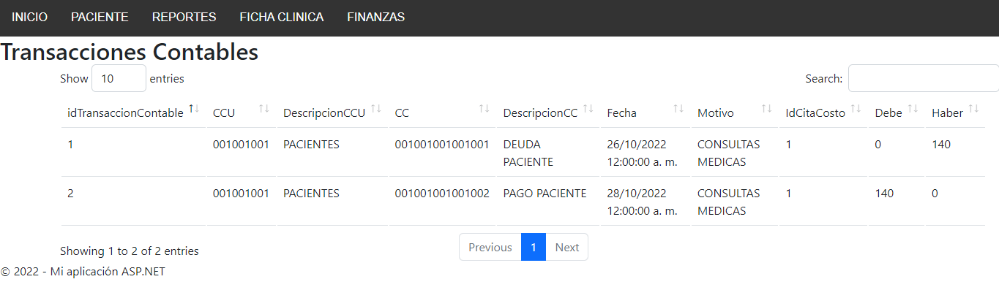 INICIO PACIENTE REPORTES FICHA CLINICA FINANZAS
Transacciones Contables
Show 10 entries Search:
idTransaccionContable CCU DescripcionCCU CC DescripcionCC Fecha Motivo IdCitaCosto Debe Haber
1 001001001 PACIENTES 001001001001001 DEUDA 26/10/2022 CONSULTAS 1 0 140
PACIENTE 12:00:00 a. m. MEDICAS
2 001001001 PACIENTES 001001001001002 PAGO PACIENTE 28/10/2022 CONSULTAS 1 140 0
12:00:00 a. m. MEDICAS
Previous 1 Next
Showing 1 to 2 of 2 entries
© 2022 - Mi aplicación ASP.NET